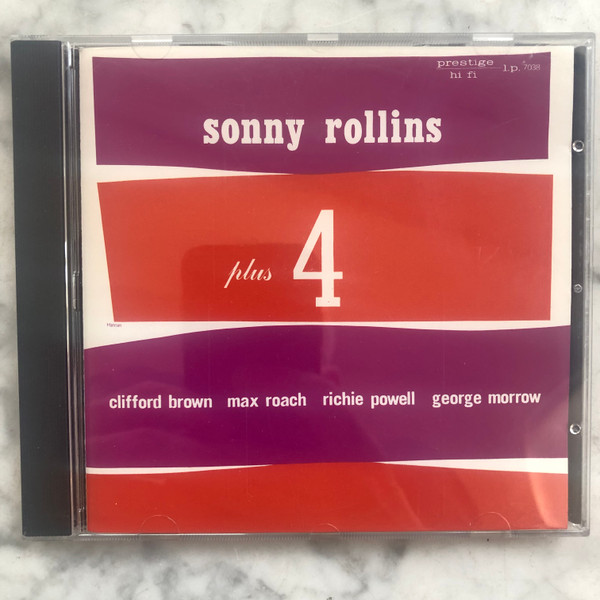 prestige l.p. 7038
hi fi
sonny rollins
plus 4
clifford brown max roach richie powell george morrow